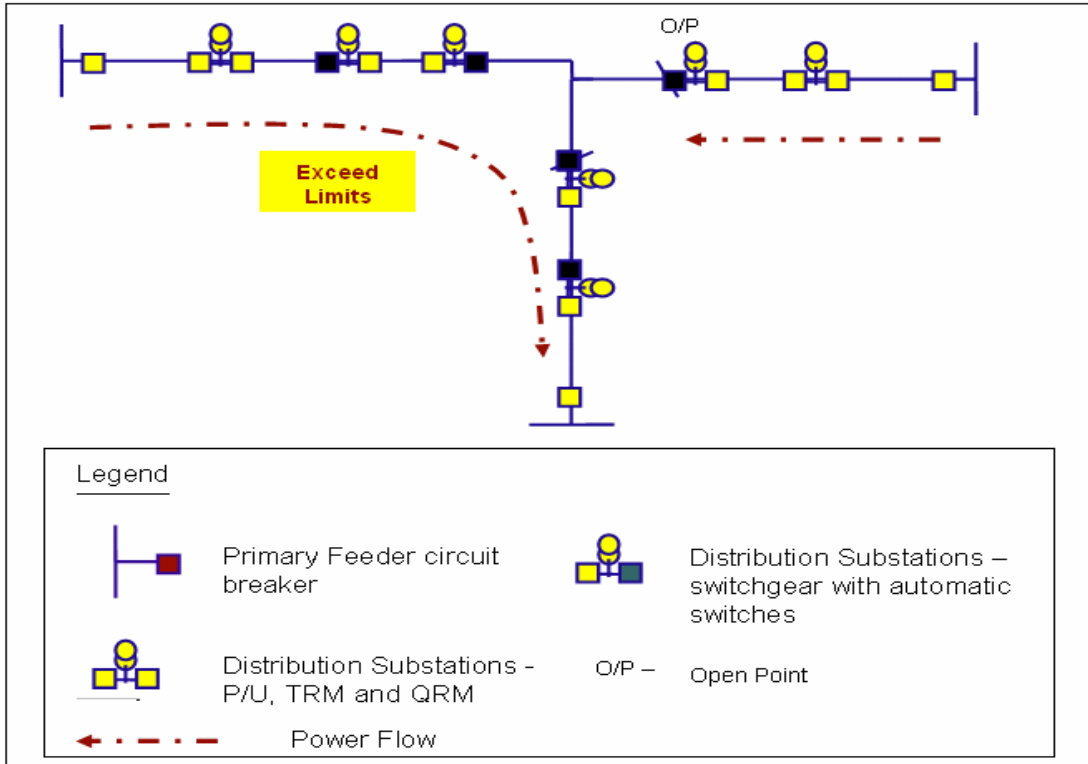 O/P
Exceed
Limits
Legend
Primary Feeder circuit
breaker
Distribution Substations –
switchgear with automatic
switches
Distribution Substations -
P/U, TRM and QRM
O/P – Open Point
Power Flow